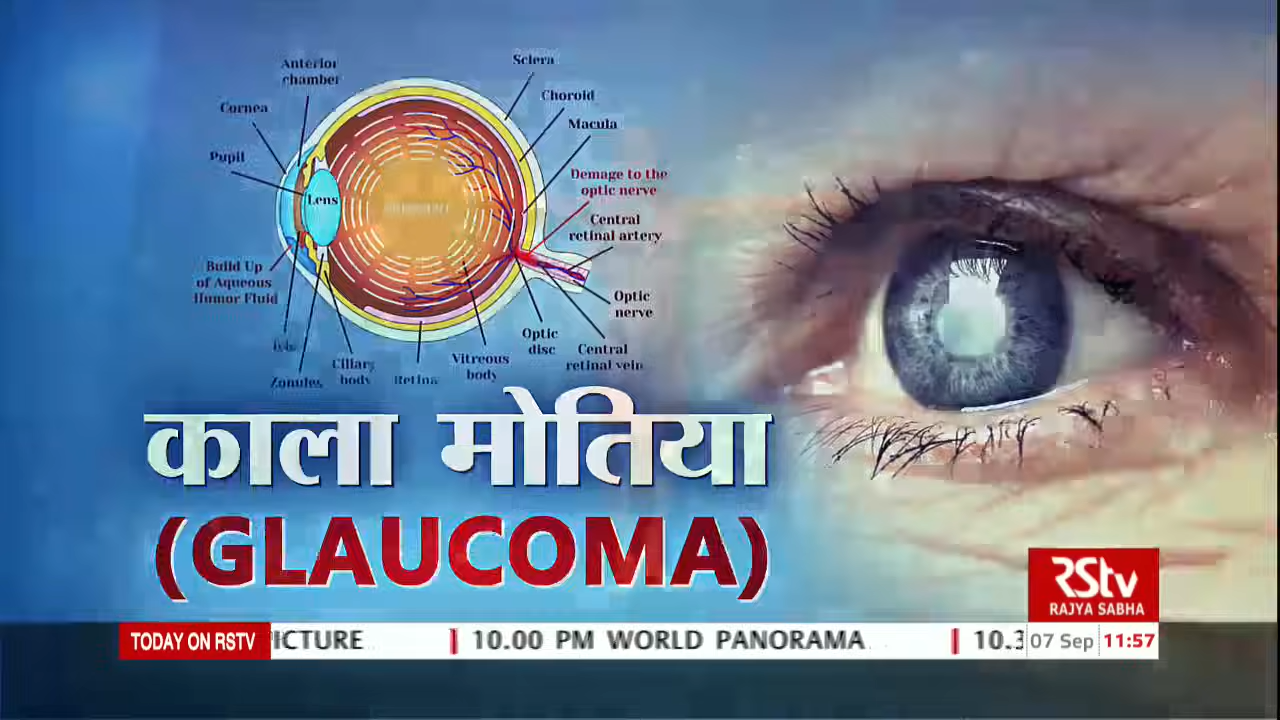 Anterior
chamber
Cornea
Pupil
Lens
Build Up
of Aqueous
Humor Fluid
Iris
Zonules
Ciliary
body
Retina
Vitreous
body
Optic
disc
Central
retinal vein
Optic
nerve
Central
retinal artery
Demage to the
optic nerve
Macula
Choroid
Sclera
काला मोतिया
(GLAUCOMA)
RSTV
RAJYA SABHA
TODAY ON RSTV
ICTURE | 10.00 PM WORLD PANORAMA | 10.3
07 Sep 11:57